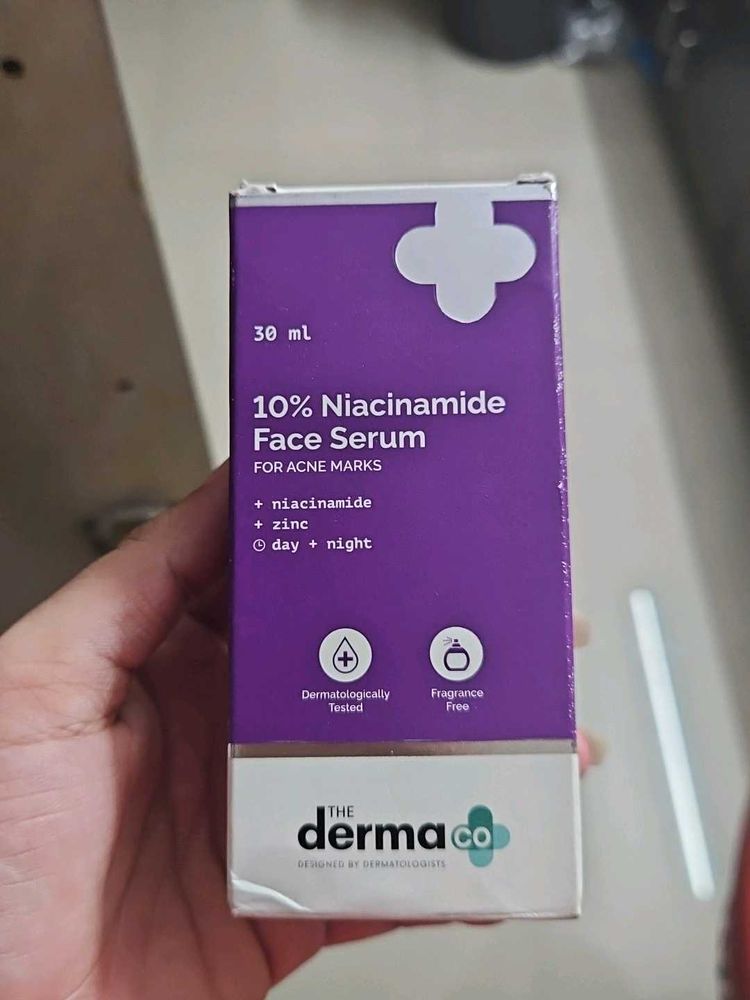 30 ml
10% Niacinamide
Face Serum
FOR ACNE MARKS
+ niacinamide
+ zinc
day + night
Dermatologically
Tested
Fragrance
Free
THE
derma co
DESIGNED BY DERMATOLOGISTS